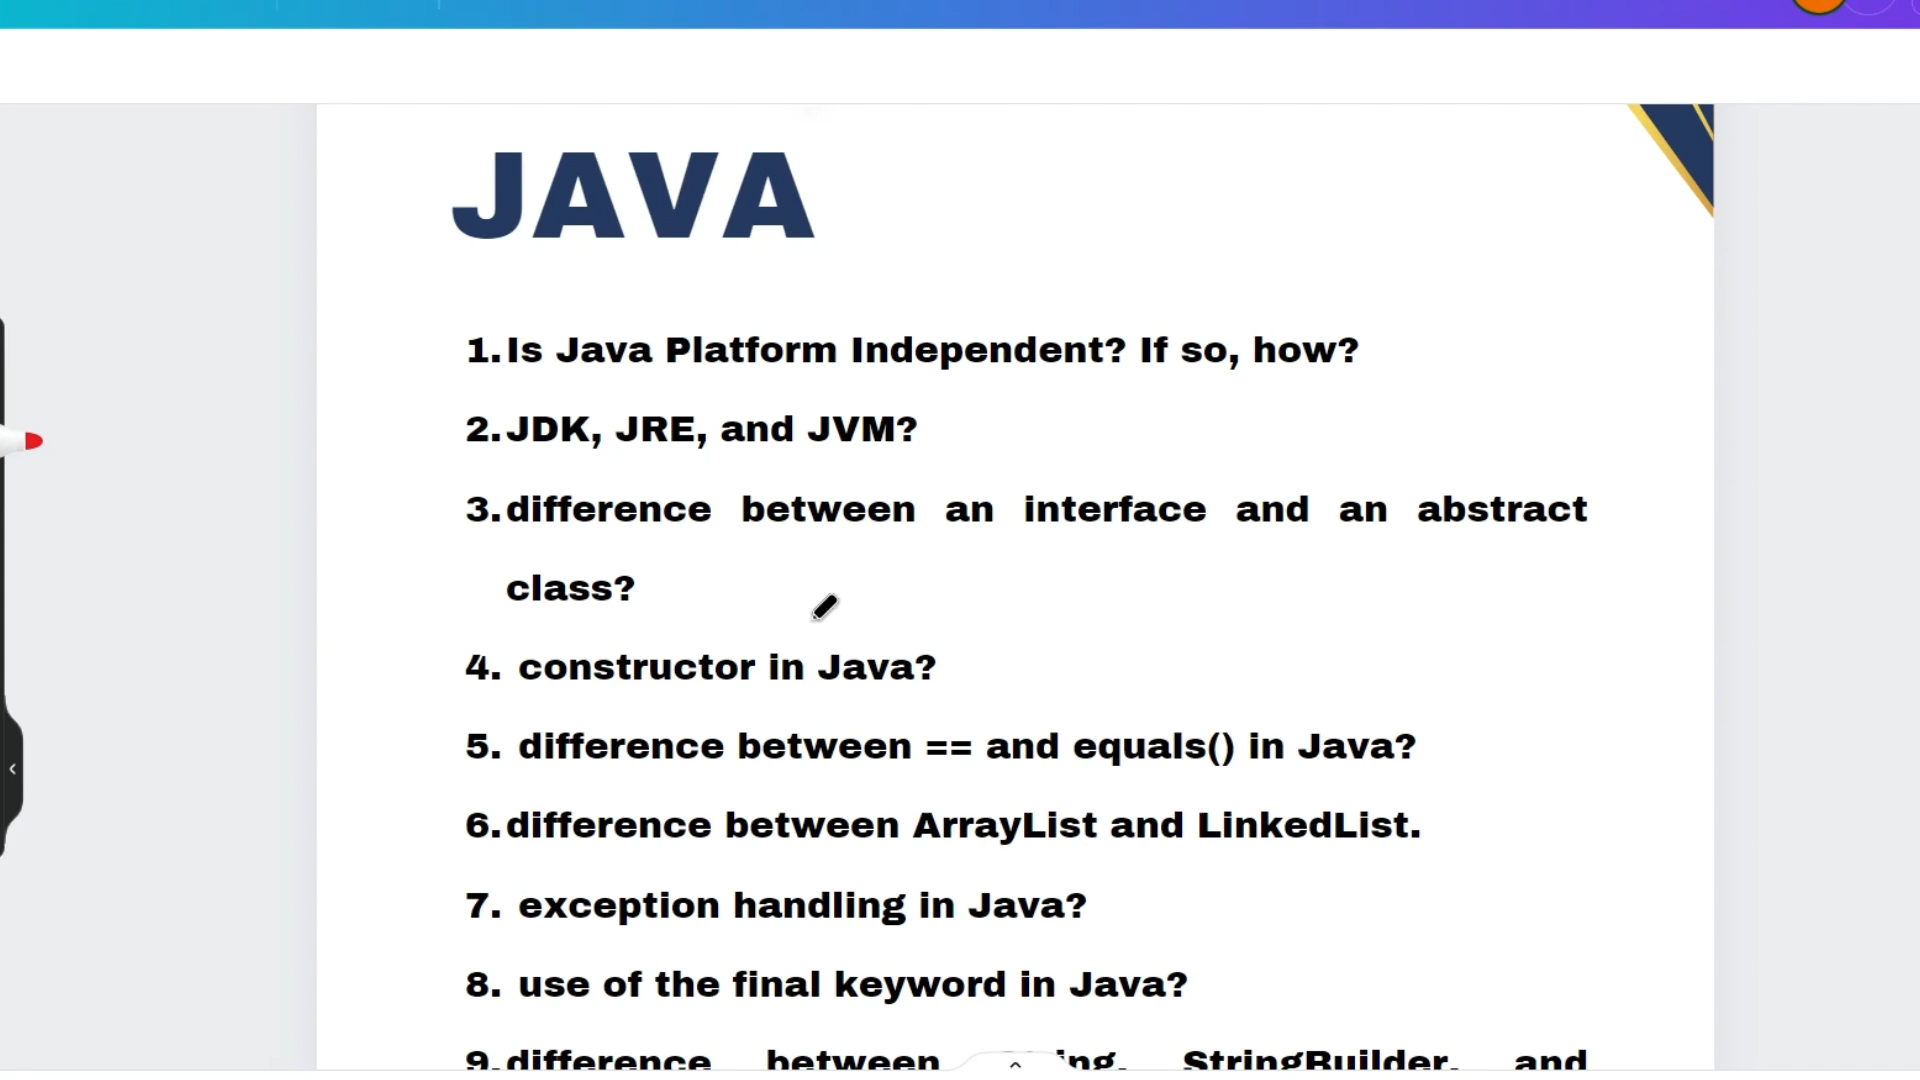 JAVA
1. Is Java Platform Independent? If so, how?
2. JDK, JRE, and JVM?
3. difference between an interface and an abstract
class?
4. constructor in Java?
5. difference between == and equals() in Java?
6. difference between ArrayList and LinkedList.
7. exception handling in Java?
8. use of the final keyword in Java?
9. difference between StringBuilder, and